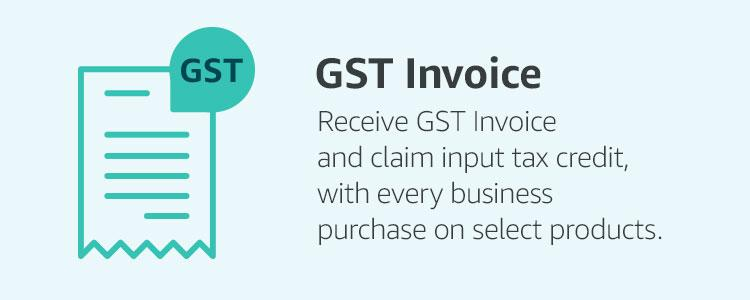 GST
GST Invoice
Receive GST Invoice
and claim input tax credit,
with every business
purchase on select products.